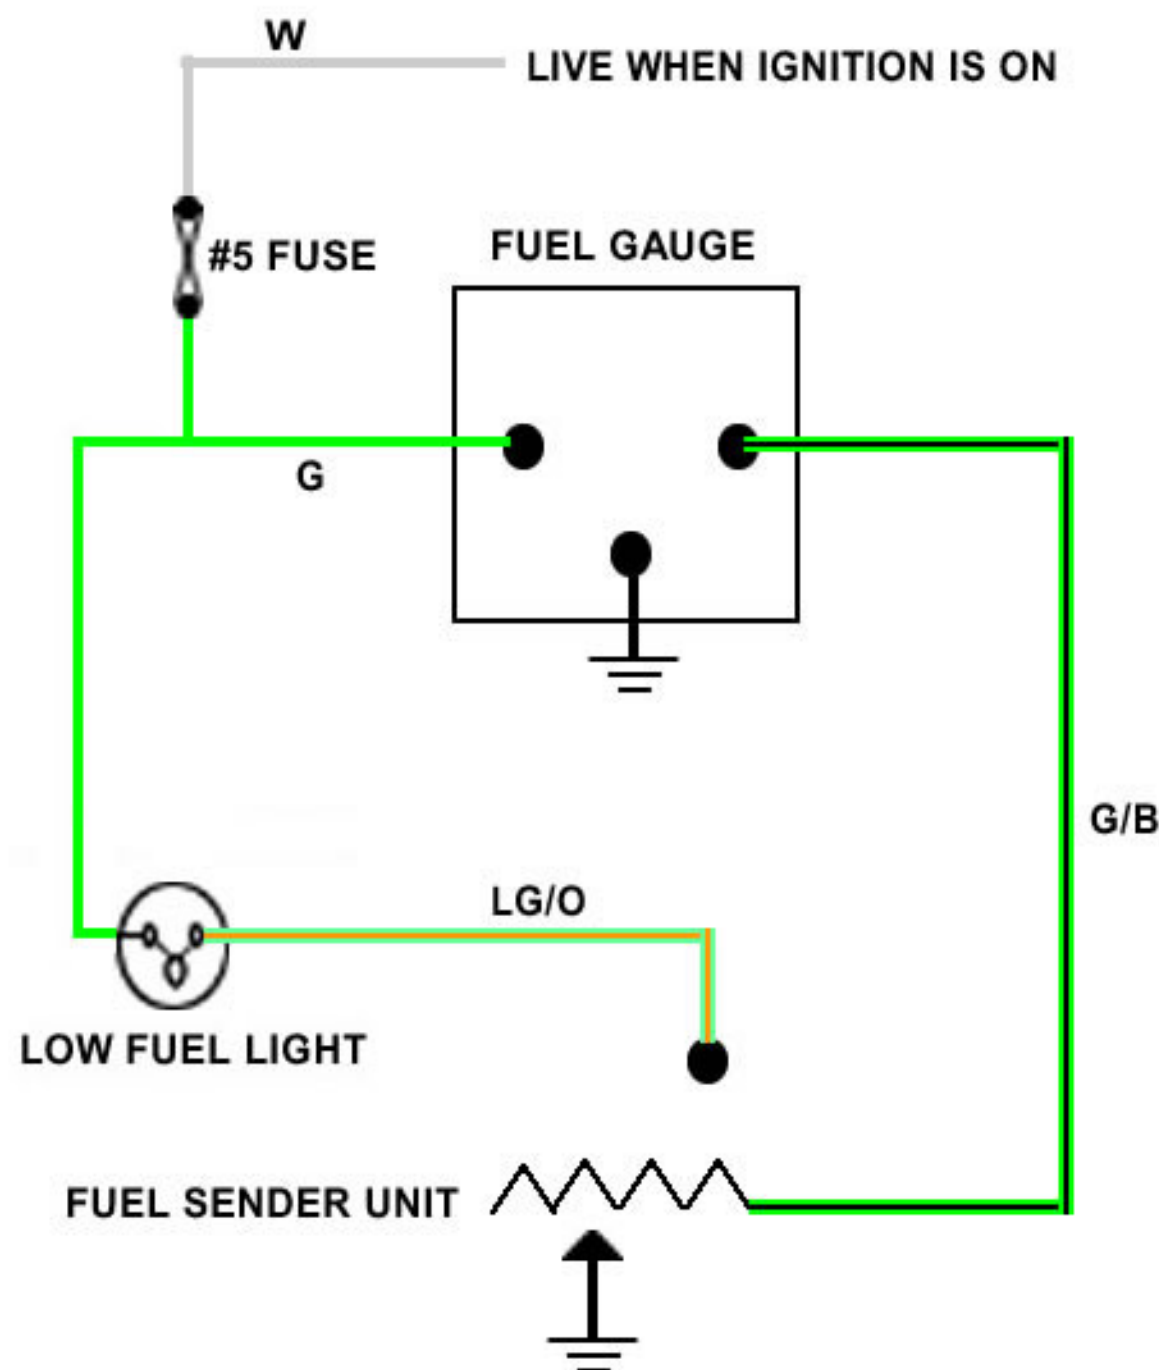 W
LIVE WHEN IGNITION IS ON
#5 FUSE
FUEL GAUGE
G
G/B
LG/O
LOW FUEL LIGHT
FUEL SENDER UNIT